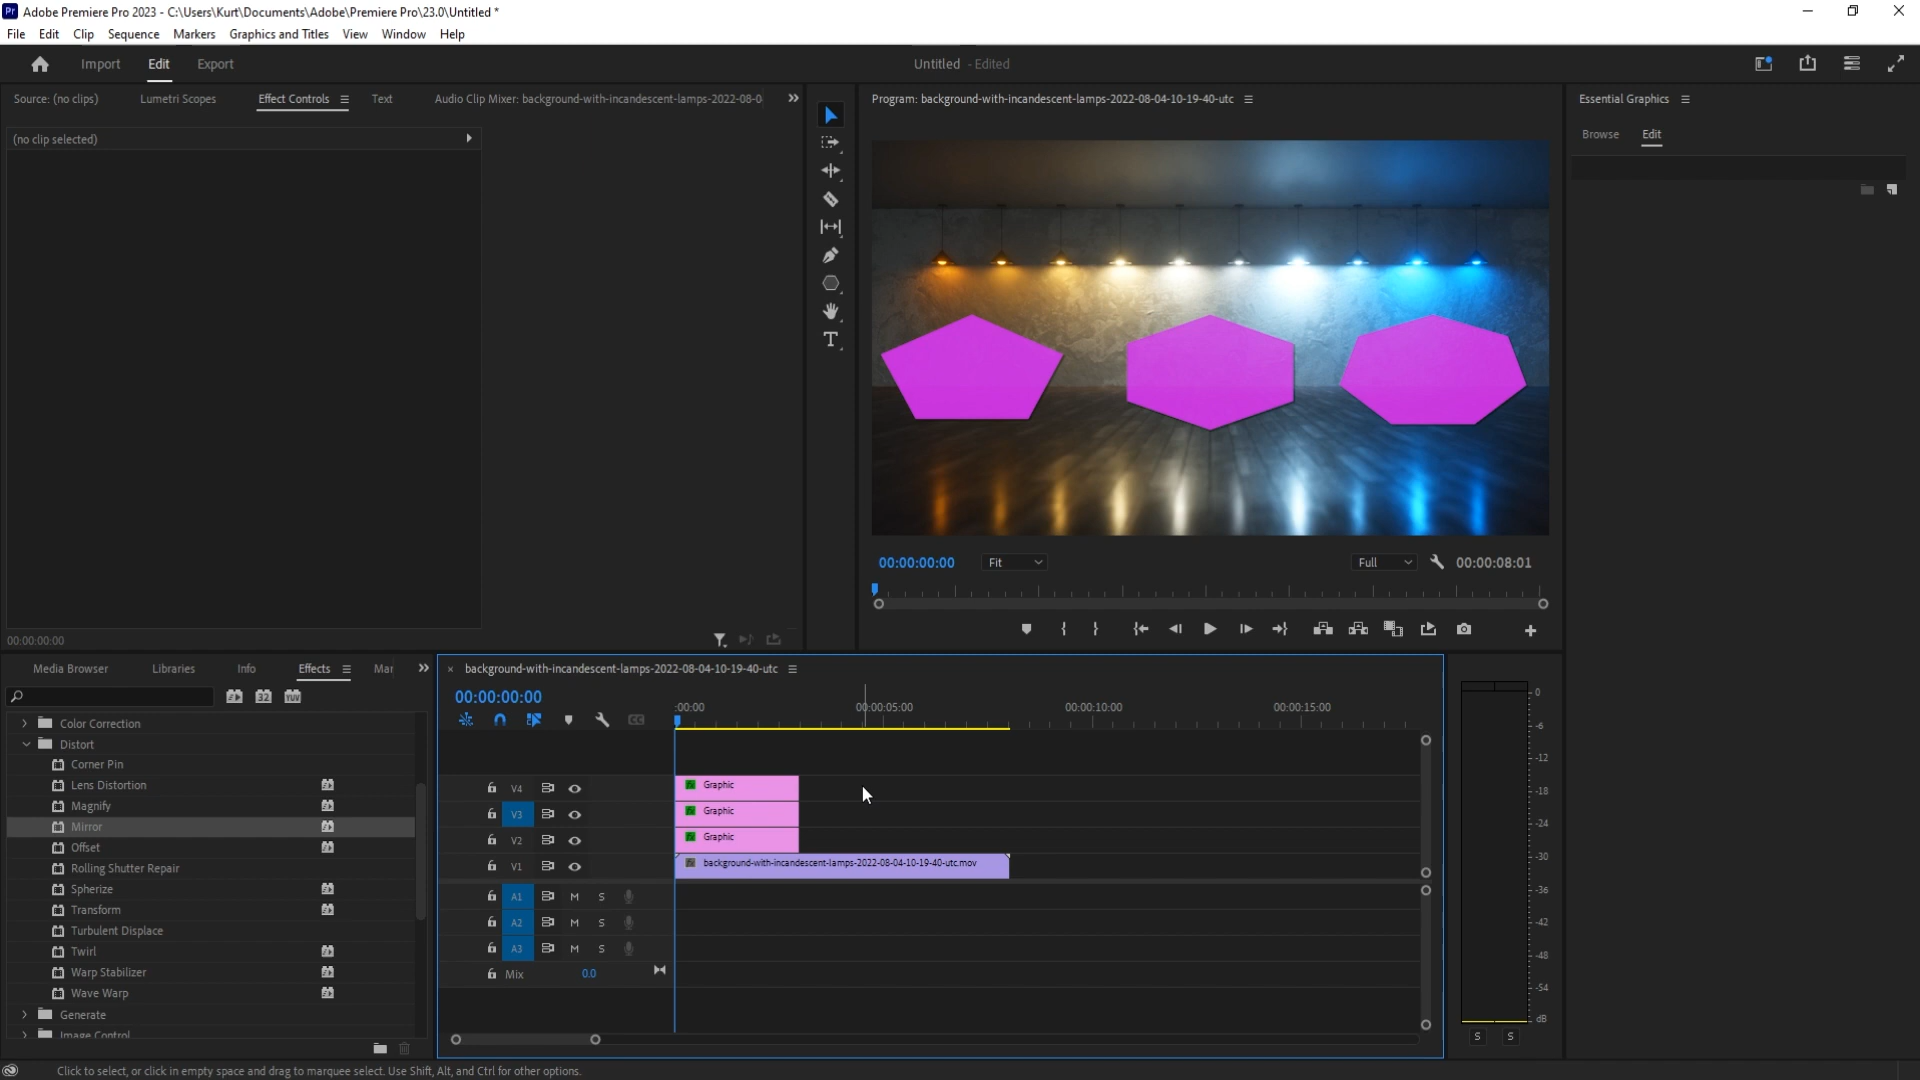 Pr Adobe Premiere Pro 2023 - C:\Users\Kurt\Documents\Adobe\Premiere Pro\23.0\Untitled *
File Edit Clip Sequence Markers Graphics and Titles View Window Help
Import Edit Export Untitled - Edited
Source: (no clips) Lumetri Scopes Effect Controls Text Audio Clip Mixer: background-with-incandescent-lamps-2022-08-0
Program: background-with-incandescent-lamps-2022-08-04-10-19-40-utc
Essential Graphics
Browse Edit
(no clip selected)
T
00:00:00:00 Fit Full 00:00:08:01
00:00:00:00
Media Browser Libraries Info Effects Mar
32 YUV
Color Correction
Distort
Corner Pin
Lens Distortion
Magnify
Mirror
Offset
Rolling Shutter Repair
Spherize
Transform
Turbulent Displace
Twirl
Warp Stabilizer
Wave Warp
Generate
Image Control
× background-with-incandescent-lamps-2022-08-04-10-19-40-utc
00:00:00:00
:00:00 00:00:05:00 00:00:10:00 00:00:15:00
CC
V4 fx Graphic
V3 fx Graphic
V2 fx Graphic
V1 fx background-with-incandescent-lamps-2022-08-04-10-19-40-utc.mov
A1 M S
A2 M S
A3 M S
Mix 0.0
0
-6
-12
-18
-24
-30
-36
-42
-48
-54
dB
S S
Click to select, or click in empty space and drag to marquee select. Use Shift, Alt, and Ctrl for other options.